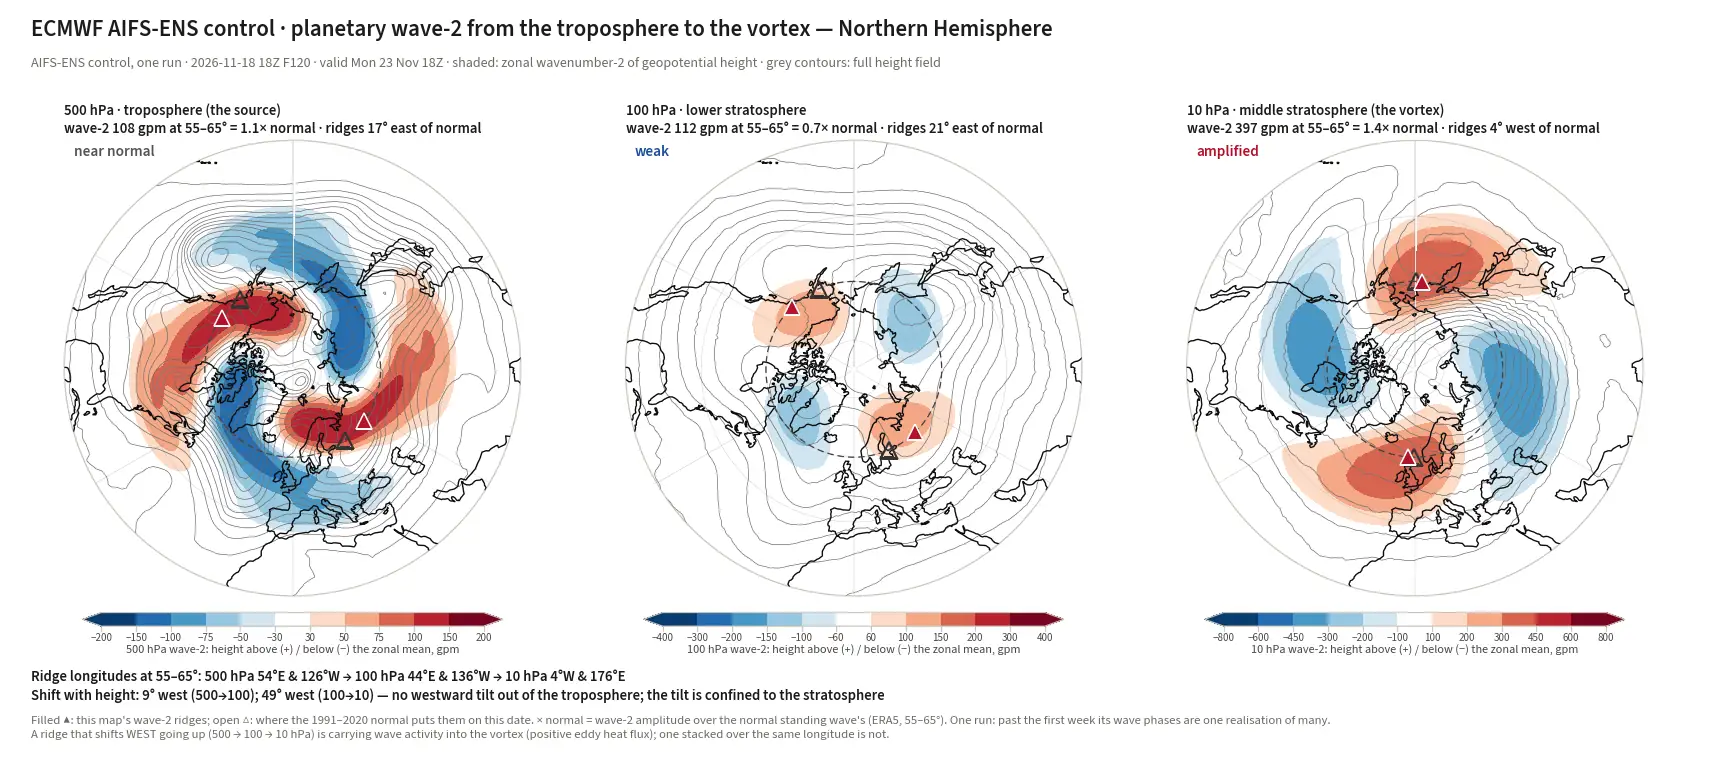 ECMWF AIFS-ENS control · planetary wave-2 from the troposphere to the vortex — Northern Hemisphere
AIFS-ENS control, one run · 2026-11-18 18Z F120 · valid Mon 23 Nov 18Z · shaded: zonal wavenumber-2 of geopotential height · grey contours: full height field
500 hPa · troposphere (the source)
wave-2 108 gpm at 55–65° = 1.1× normal · ridges 17° east of normal
near normal
100 hPa · lower stratosphere
wave-2 112 gpm at 55–65° = 0.7× normal · ridges 21° east of normal
weak
10 hPa · middle stratosphere (the vortex)
wave-2 397 gpm at 55–65° = 1.4× normal · ridges 4° west of normal
amplified
−200 −150 −100 −75 −50 −30 30 50 75 100 150 200
500 hPa wave-2: height above (+) / below (−) the zonal mean, gpm
−400 −300 −200 −150 −100 −60 60 100 150 200 300 400
100 hPa wave-2: height above (+) / below (−) the zonal mean, gpm
−800 −600 −450 −300 −200 −100 100 200 300 450 600 800
10 hPa wave-2: height above (+) / below (−) the zonal mean, gpm
Ridge longitudes at 55–65°: 500 hPa 54°E & 126°W → 100 hPa 44°E & 136°W → 10 hPa 4°W & 176°E
Shift with height: 9° west (500→100); 49° west (100→10) — no westward tilt out of the troposphere; the tilt is confined to the stratosphere
Filled ▲: this map's wave-2 ridges; open △: where the 1991–2020 normal puts them on this date. × normal = wave-2 amplitude over the normal standing wave's (ERA5, 55–65°). One run: past the first week its wave phases are one realisation of many.
A ridge that shifts WEST going up (500 → 100 → 10 hPa) is carrying wave activity into the vortex (positive eddy heat flux); one stacked over the same longitude is not.